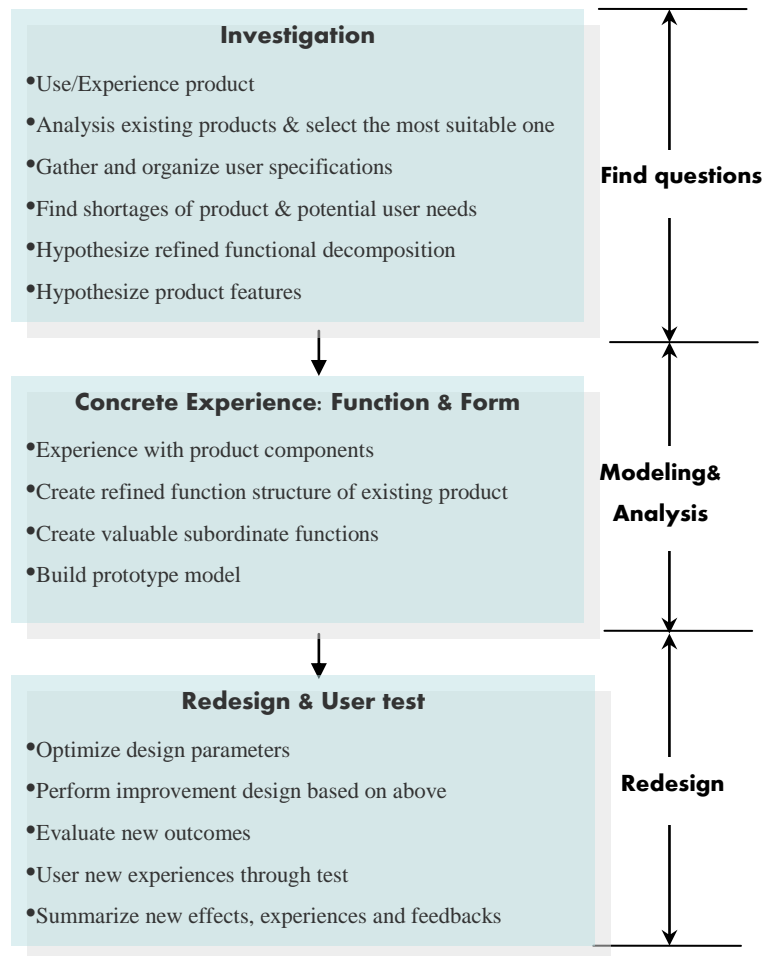 Investigation
•Use/Experience product
•Analysis existing products & select the most suitable one
•Gather and organize user specifications
•Find shortages of product & potential user needs
•Hypothesize refined functional decomposition
•Hypothesize product features
Find questions
Concrete Experience: Function & Form
•Experience with product components
•Create refined function structure of existing product
•Create valuable subordinate functions
•Build prototype model
Modeling&
Analysis
Redesign & User test
•Optimize design parameters
•Perform improvement design based on above
•Evaluate new outcomes
•User new experiences through test
•Summarize new effects, experiences and feedbacks
Redesign